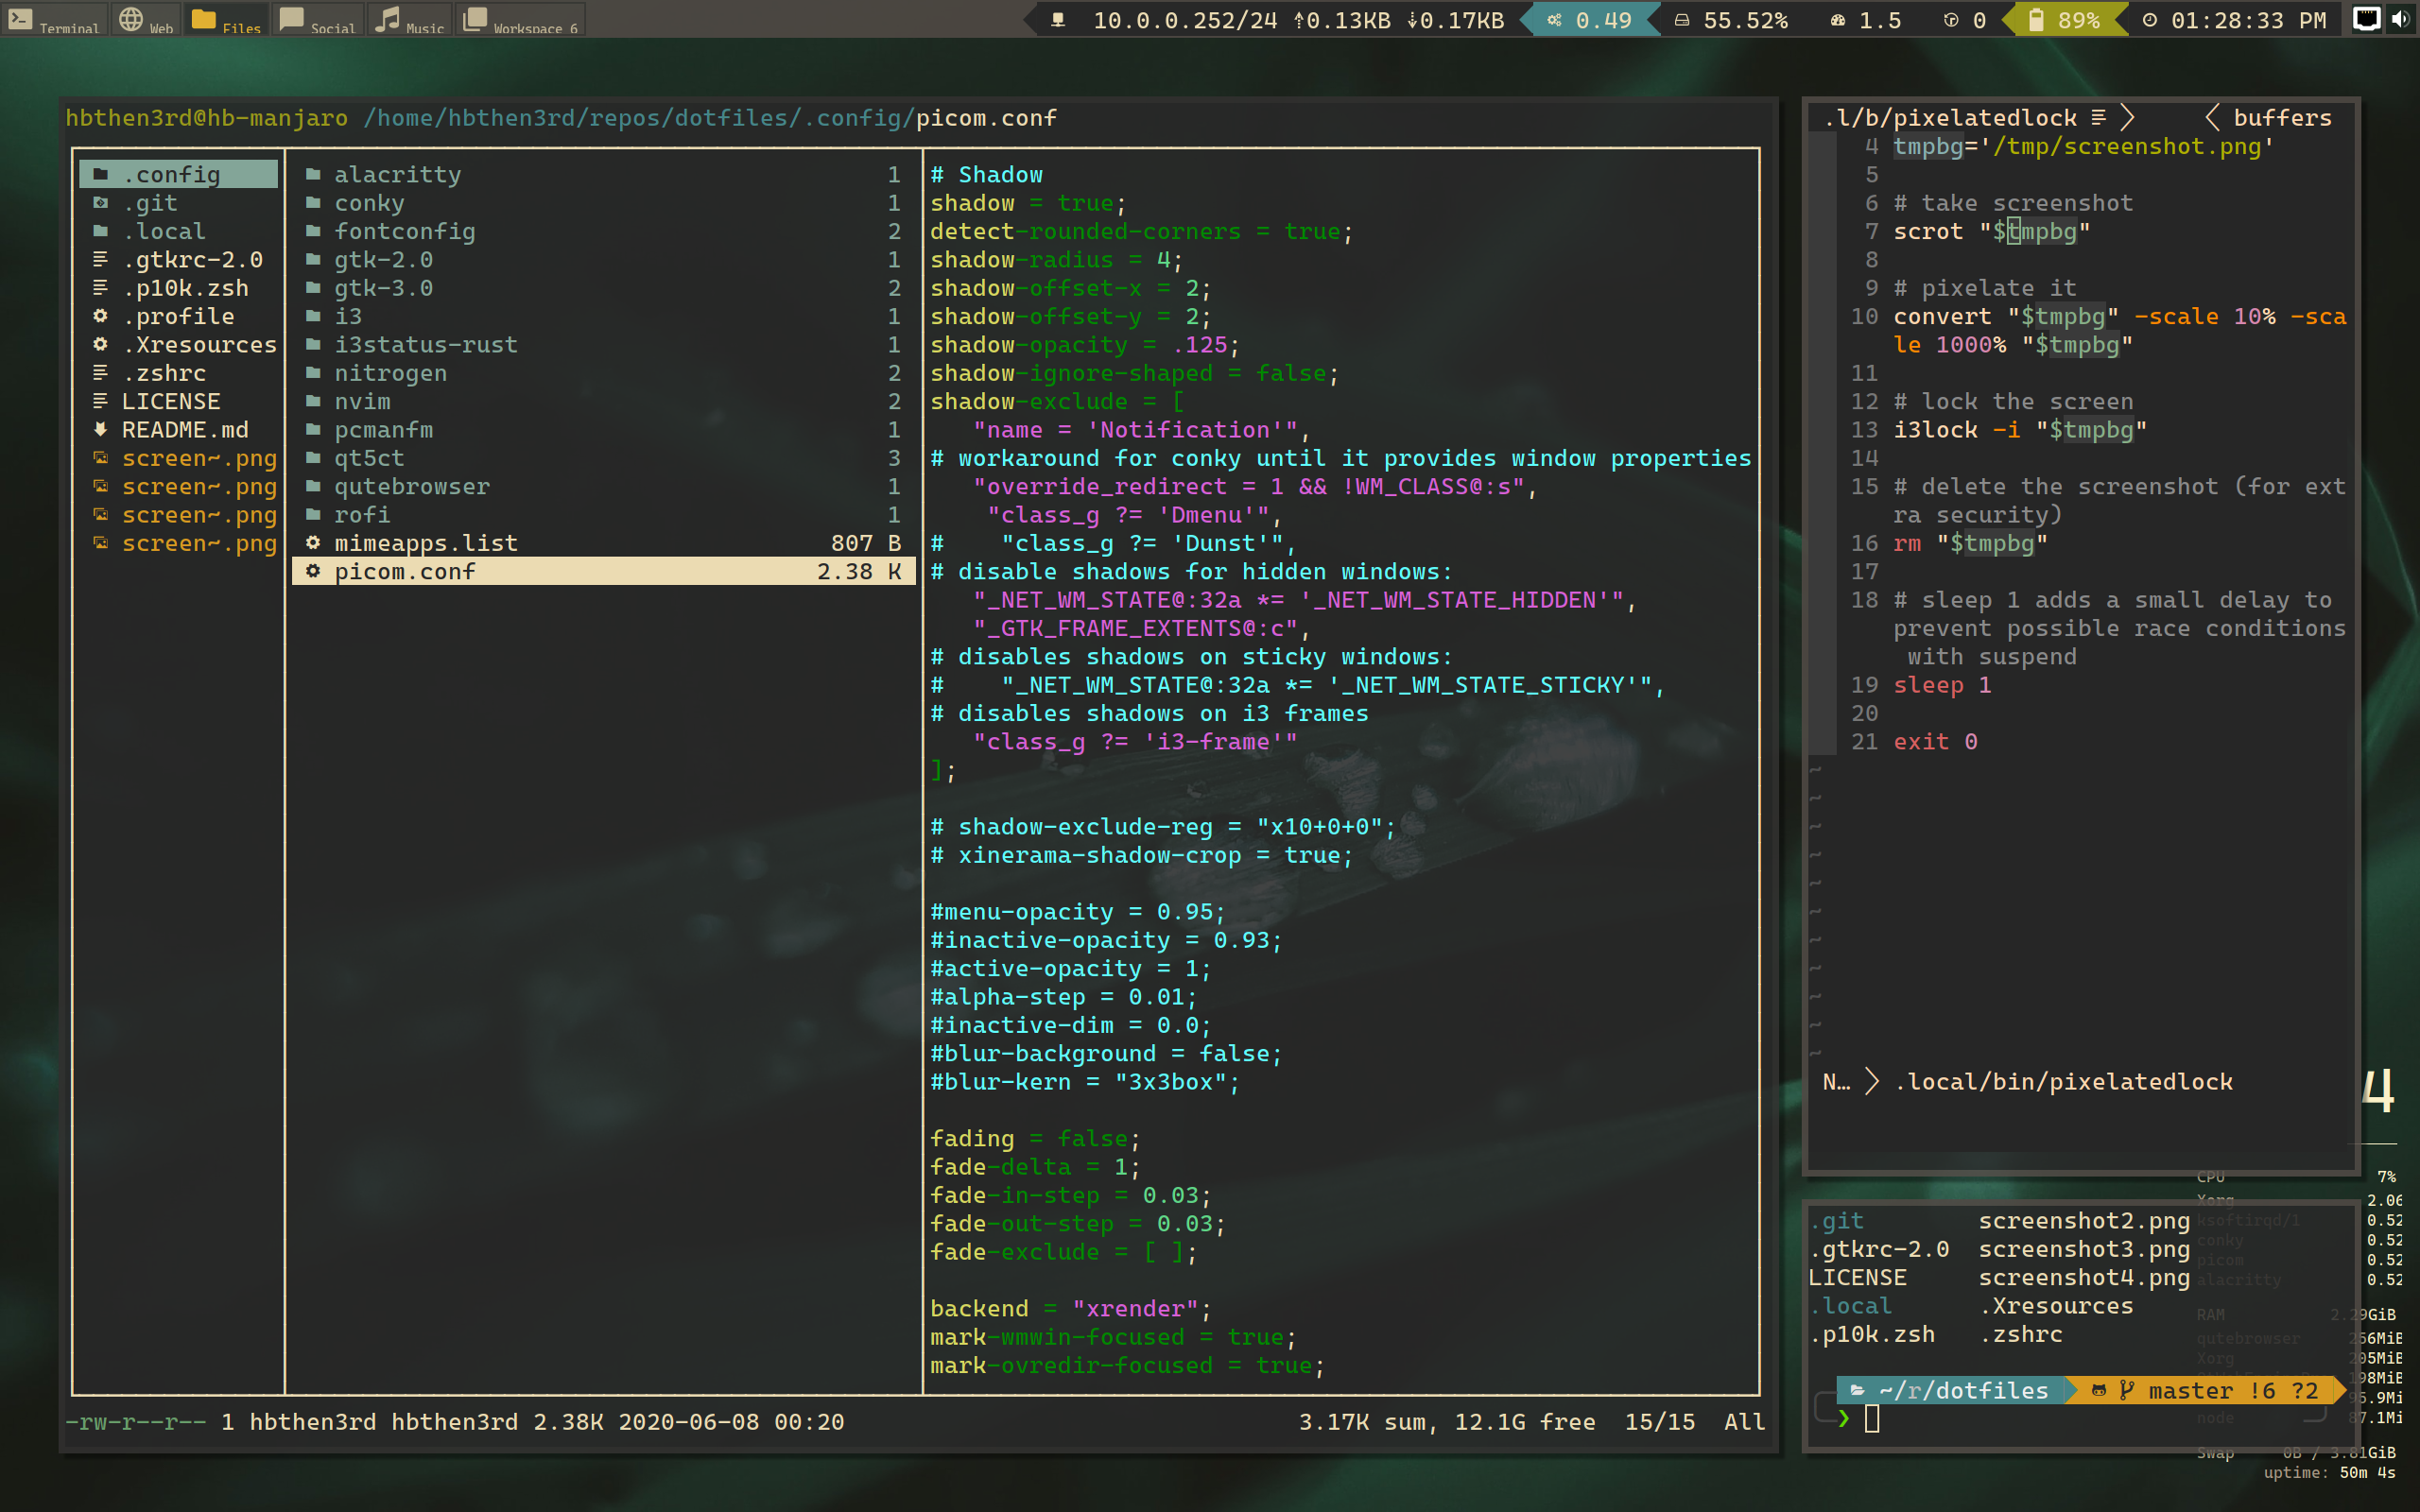 Terminal Web Files Social Music Workspace 6
10.0.0.252/24 0.13KB 0.17KB 0.49 55.52% 1.5 0 89% 01:28:33 PM
hbthen3rd@hb-manjaro /home/hbthen3rd/repos/dotfiles/.config/picom.conf
.config
.git
.local
.gtkrc-2.0
.p10k.zsh
.profile
.Xresources
.zshrc
LICENSE
README.md
screen~.png
screen~.png
screen~.png
screen~.png
alacritty 1
conky 1
fontconfig 2
gtk-2.0 1
gtk-3.0 2
i3 1
i3status-rust 1
nitrogen 2
nvim 2
pcmanfm 1
qt5ct 3
qutebrowser 1
rofi 1
mimeapps.list 807 B
picom.conf 2.38 K
# Shadow
shadow = true;
detect-rounded-corners = true;
shadow-radius = 4;
shadow-offset-x = 2;
shadow-offset-y = 2;
shadow-opacity = .125;
shadow-ignore-shaped = false;
shadow-exclude = [
"name = 'Notification'",
# workaround for conky until it provides window properties
"override_redirect = 1 && !WM_CLASS@:s",
"class_g ?= 'Dmenu'",
# "class_g ?= 'Dunst'",
# disable shadows for hidden windows:
"_NET_WM_STATE@:32a *= '_NET_WM_STATE_HIDDEN'",
"_GTK_FRAME_EXTENTS@:c",
# disables shadows on sticky windows:
# "_NET_WM_STATE@:32a *= '_NET_WM_STATE_STICKY'",
# disables shadows on i3 frames
"class_g ?= 'i3-frame'"
];
# shadow-exclude-reg = "x10+0+0";
# xinerama-shadow-crop = true;
#menu-opacity = 0.95;
#inactive-opacity = 0.93;
#active-opacity = 1;
#alpha-step = 0.01;
#inactive-dim = 0.0;
#blur-background = false;
#blur-kern = "3x3box";
fading = false;
fade-delta = 1;
fade-in-step = 0.03;
fade-out-step = 0.03;
fade-exclude = [ ];
backend = "xrender";
mark-wmwin-focused = true;
mark-ovredir-focused = true;
-rw-r--r-- 1 hbthen3rd hbthen3rd 2.38K 2020-06-08 00:20 3.17K sum, 12.1G free 15/15 All
.l/b/pixelatedlock buffers
4 tmpbg='/tmp/screenshot.png'
5
6 # take screenshot
7 scrot "$tmpbg"
8
9 # pixelate it
10 convert "$tmpbg" -scale 10% -sca
le 1000% "$tmpbg"
11
12 # lock the screen
13 i3lock -i "$tmpbg"
14
15 # delete the screenshot (for ext
ra security)
16 rm "$tmpbg"
17
18 # sleep 1 adds a small delay to
prevent possible race conditions
with suspend
19 sleep 1
20
21 exit 0
~
~
~
~
~
~
~
~
~
~
~
N… .local/bin/pixelatedlock
4
CPU 7%
Xorg 2.06
ksoftirqd/1 0.52
conky 0.52
picom 0.52
alacritty 0.52
RAM 2.29GiB
qutebrowser 256MiB
Xorg 205MiB
198MiB
95.9Mi
node 87.1Mi
Swap 0B / 3.81GiB
uptime: 50m 4s
.git screenshot2.png
.gtkrc-2.0 screenshot3.png
LICENSE screenshot4.png
.local .Xresources
.p10k.zsh .zshrc
~/r/dotfiles master !6 ?2
❯